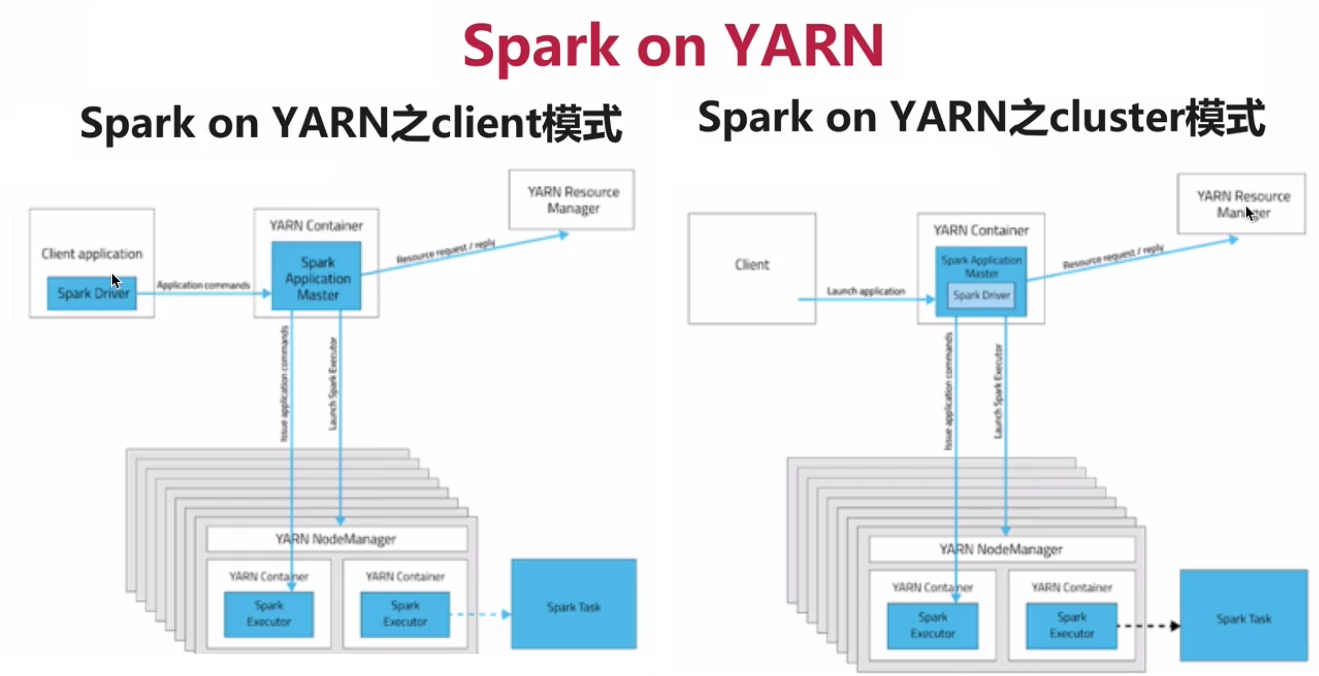 Spark on YARN
Spark on YARN之client模式
Client application
Spark Driver
Application commands
YARN Container
Spark
Application
Master
Resource request / reply
YARN Resource
Manager
Issue application commands
Launch Spark Executor
YARN NodeManager
YARN Container
Spark
Executor
YARN Container
Spark
Executor
Spark Task
Spark on YARN之cluster模式
Client
Launch application
YARN Container
Spark Application
Master
Spark Driver
Resource request / reply
YARN Resource
Manager
Issue application commands
Launch Spark Executor
YARN NodeManager
YARN Container
Spark
Executor
YARN Container
Spark
Executor
Spark Task